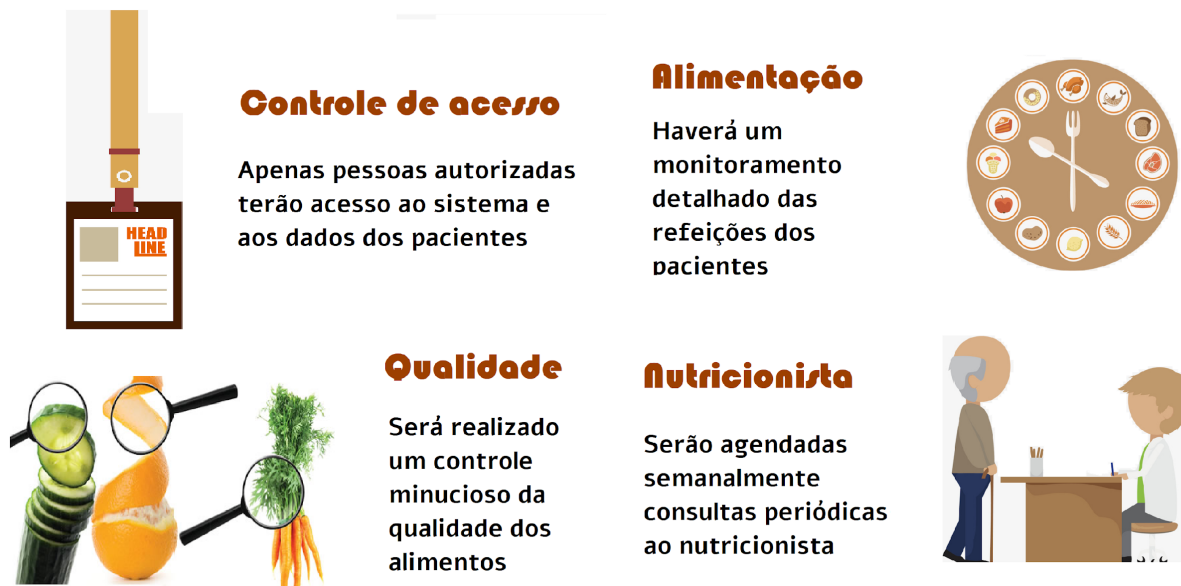 Controle de acesso
Apenas pessoas autorizadas
terão acesso ao sistema e
aos dados dos pacientes
HEAD
LINE
Alimentação
Haverá um
monitoramento
detalhado das
refeições dos
pacientes
Qualidade
Será realizado
um controle
minucioso da
qualidade dos
alimentos
Nutricionista
Serão agendadas
semanalmente
consultas periódicas
ao nutricionista